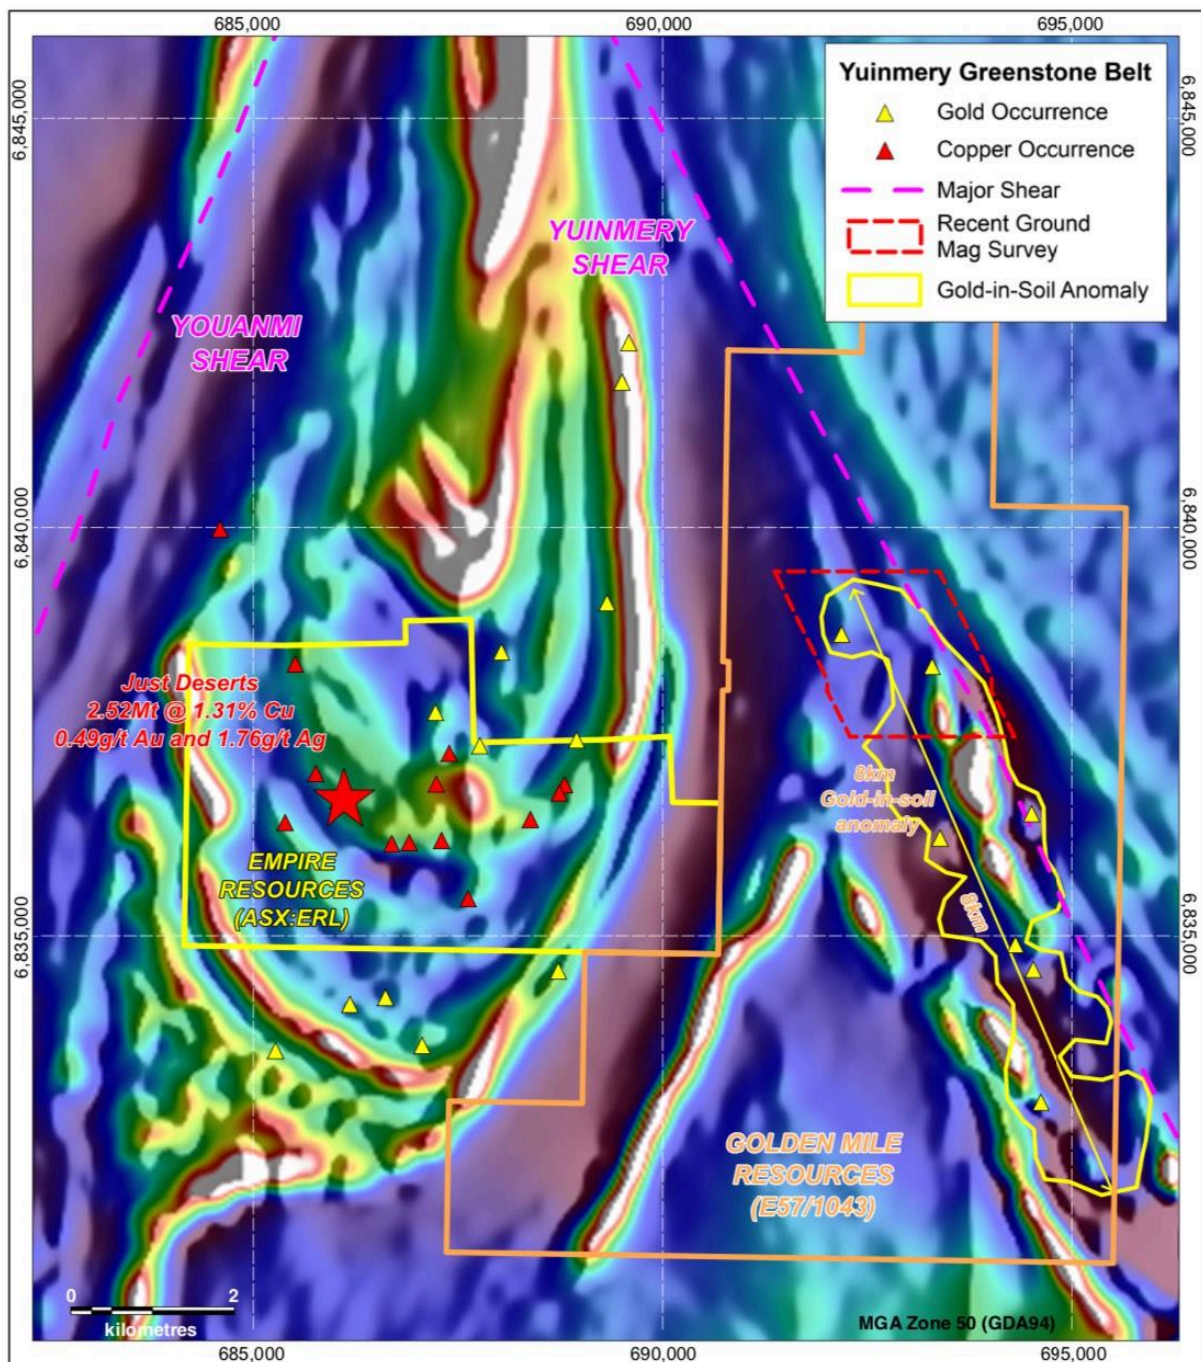 685,000
690,000
695,000
6,845,000
6,845,000
Yuinmery Greenstone Belt
Gold Occurrence
Copper Occurrence
Major Shear
Recent Ground
Mag Survey
Gold-in-Soil Anomaly
YUINMERY
SHEAR
YOUANMI
SHEAR
6,840,000
6,840,000
Just Deserts
2.52Mt @ 1.31% Cu
0.49g/t Au and 1.76g/t Ag
8km
Gold-in-soil
anomaly
EMPIRE
RESOURCES
(ASX:ERL)
8km
6,835,000
6,835,000
GOLDEN MILE
RESOURCES
(E57/1043)
0 2
kilometres
MGA Zone 50 (GDA94)
685,000
690,000
695,000